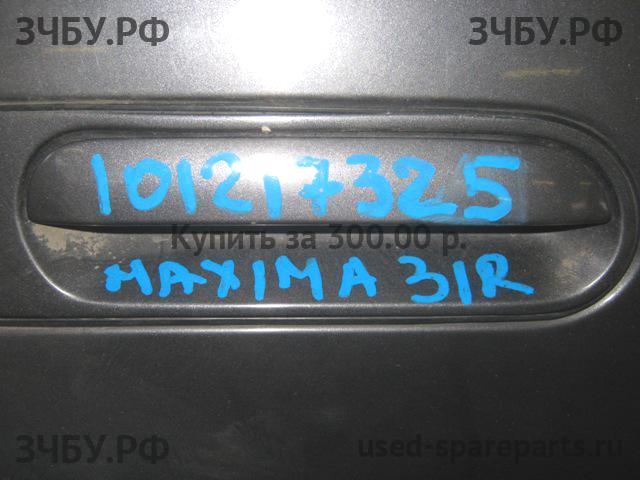 ЗЧБУ.РФ ЗЧБУ.РФ
101217325
Купить за 300.00 р.
MAXIMA 31R
ЗЧБУ.РФ used-spareparts.ru